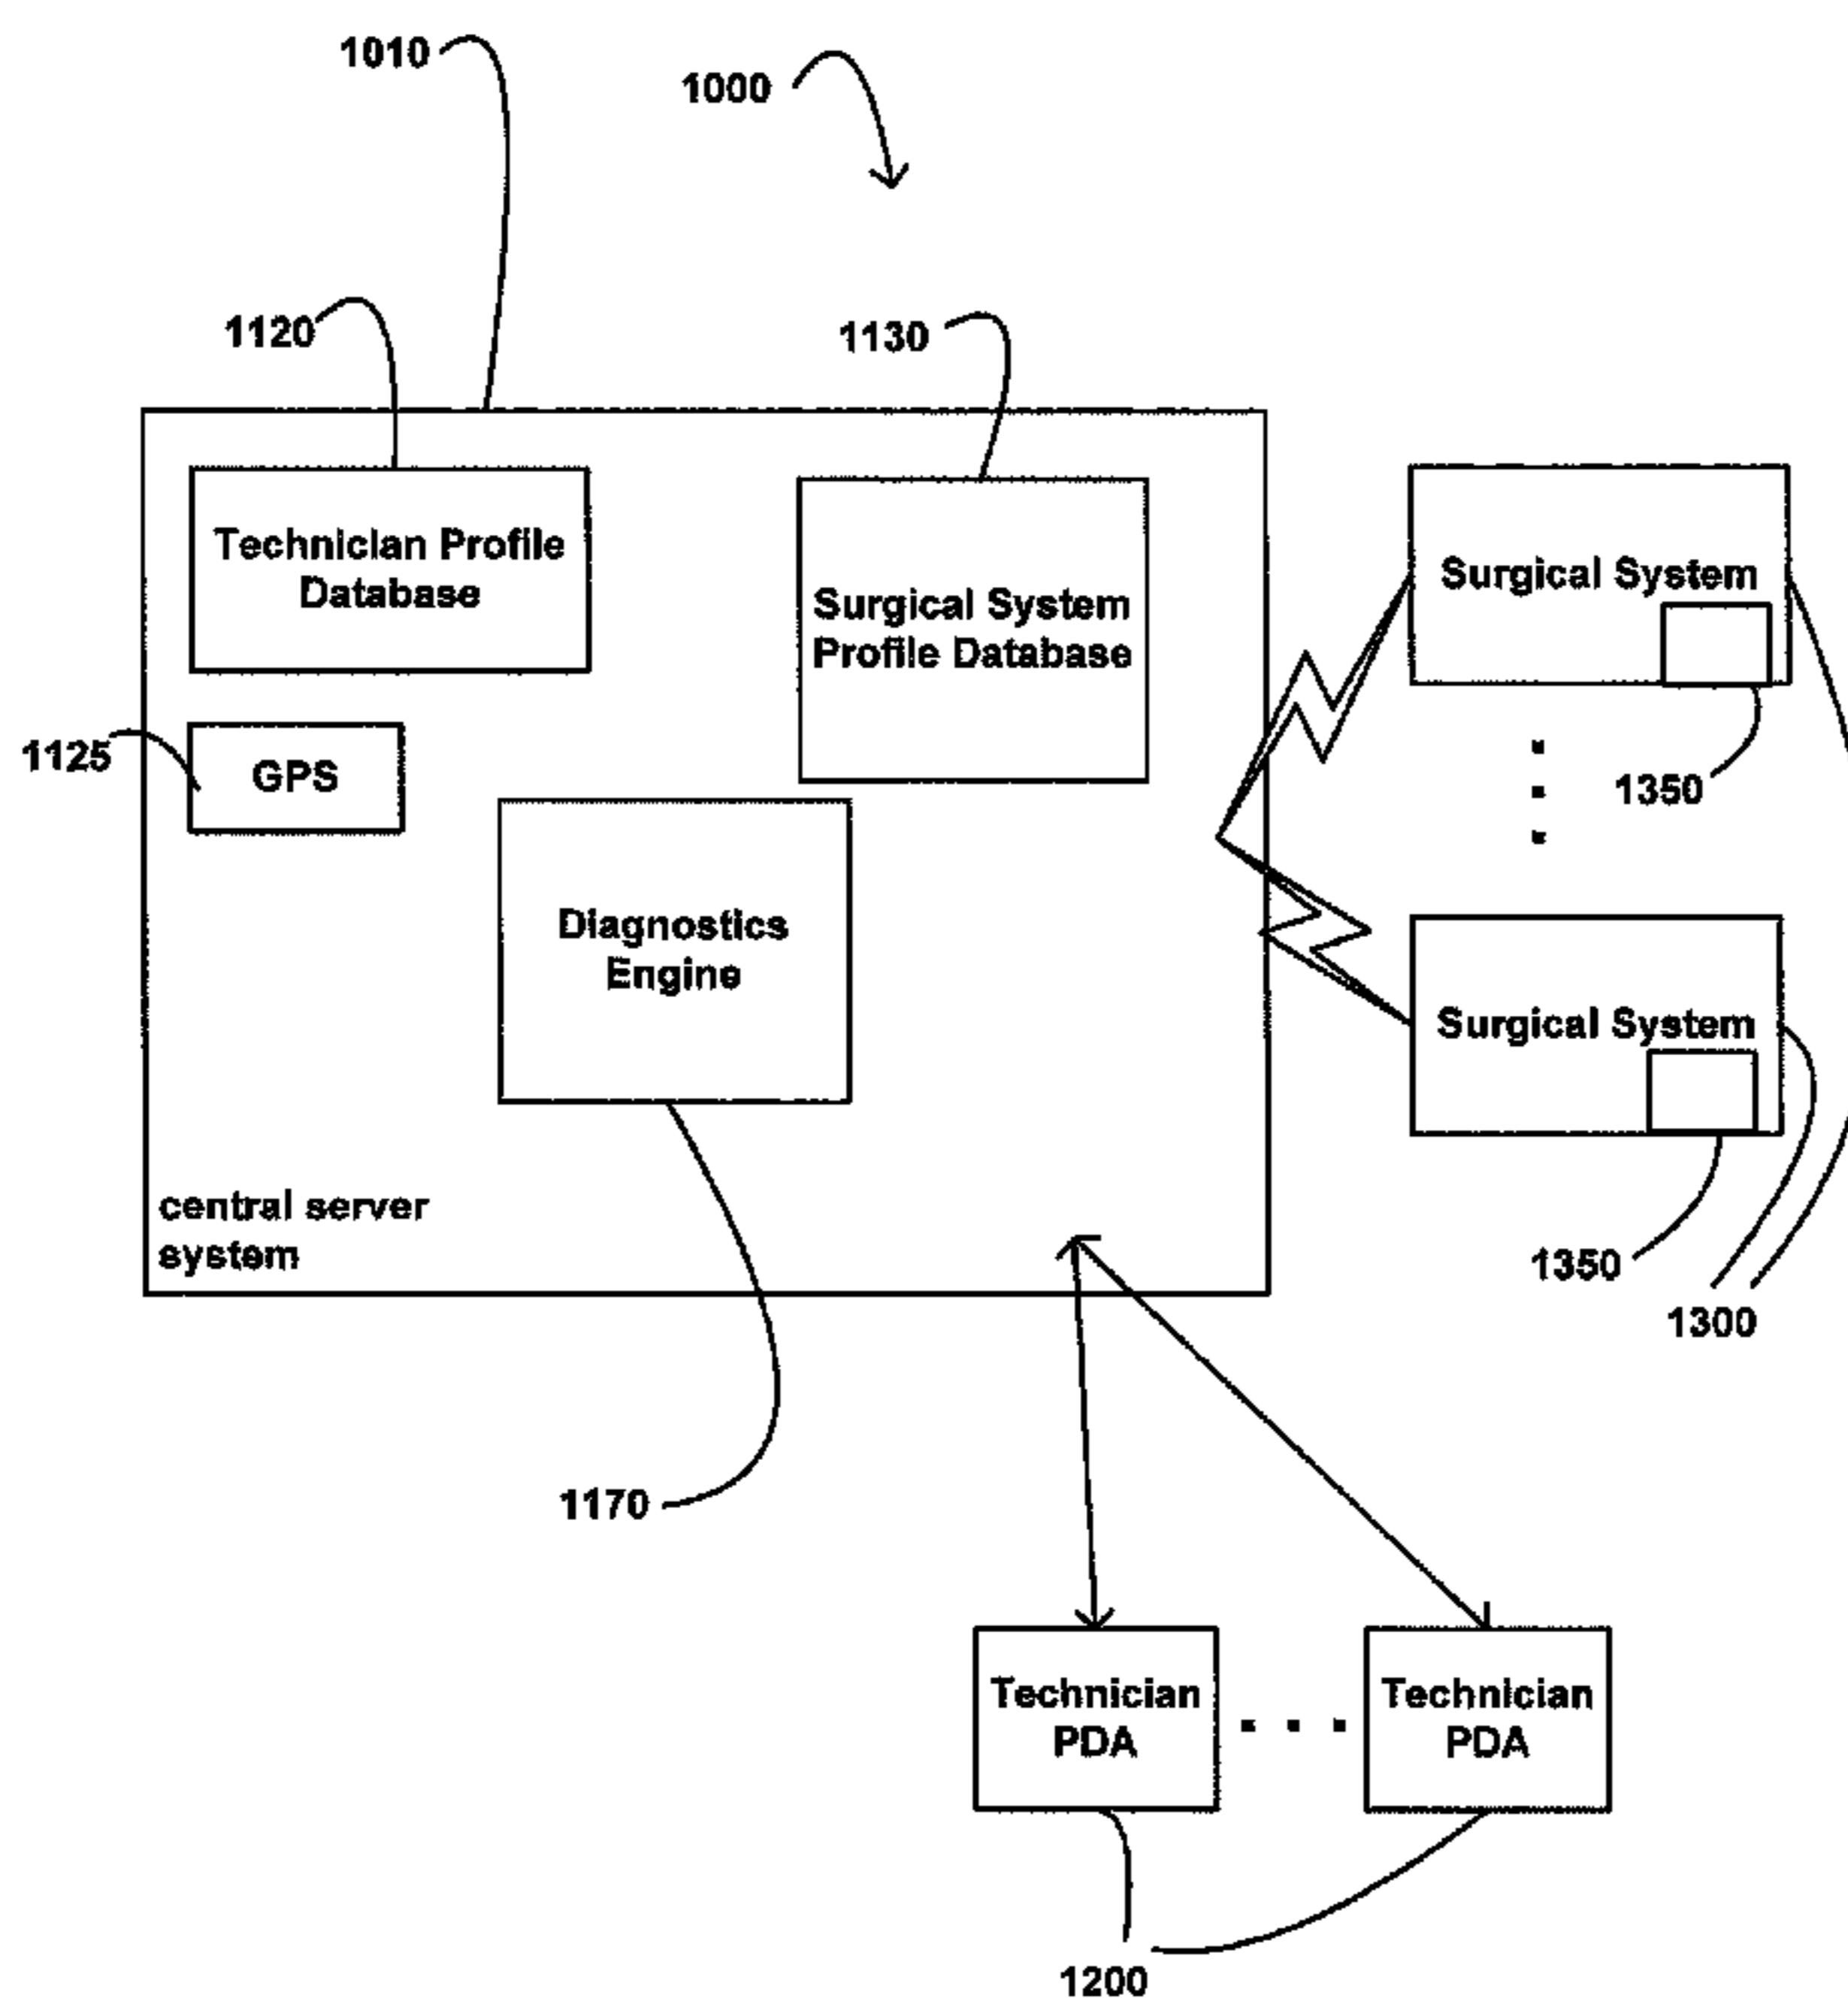 1010
1000
1120
1130
Technician Profile
Database
Surgical System
Profile Database
Surgical System
1125
GPS
1350
Diagnostics
Engine
Surgical System
central server
system
1350
1300
1170
Technician
PDA
Technician
PDA
1200